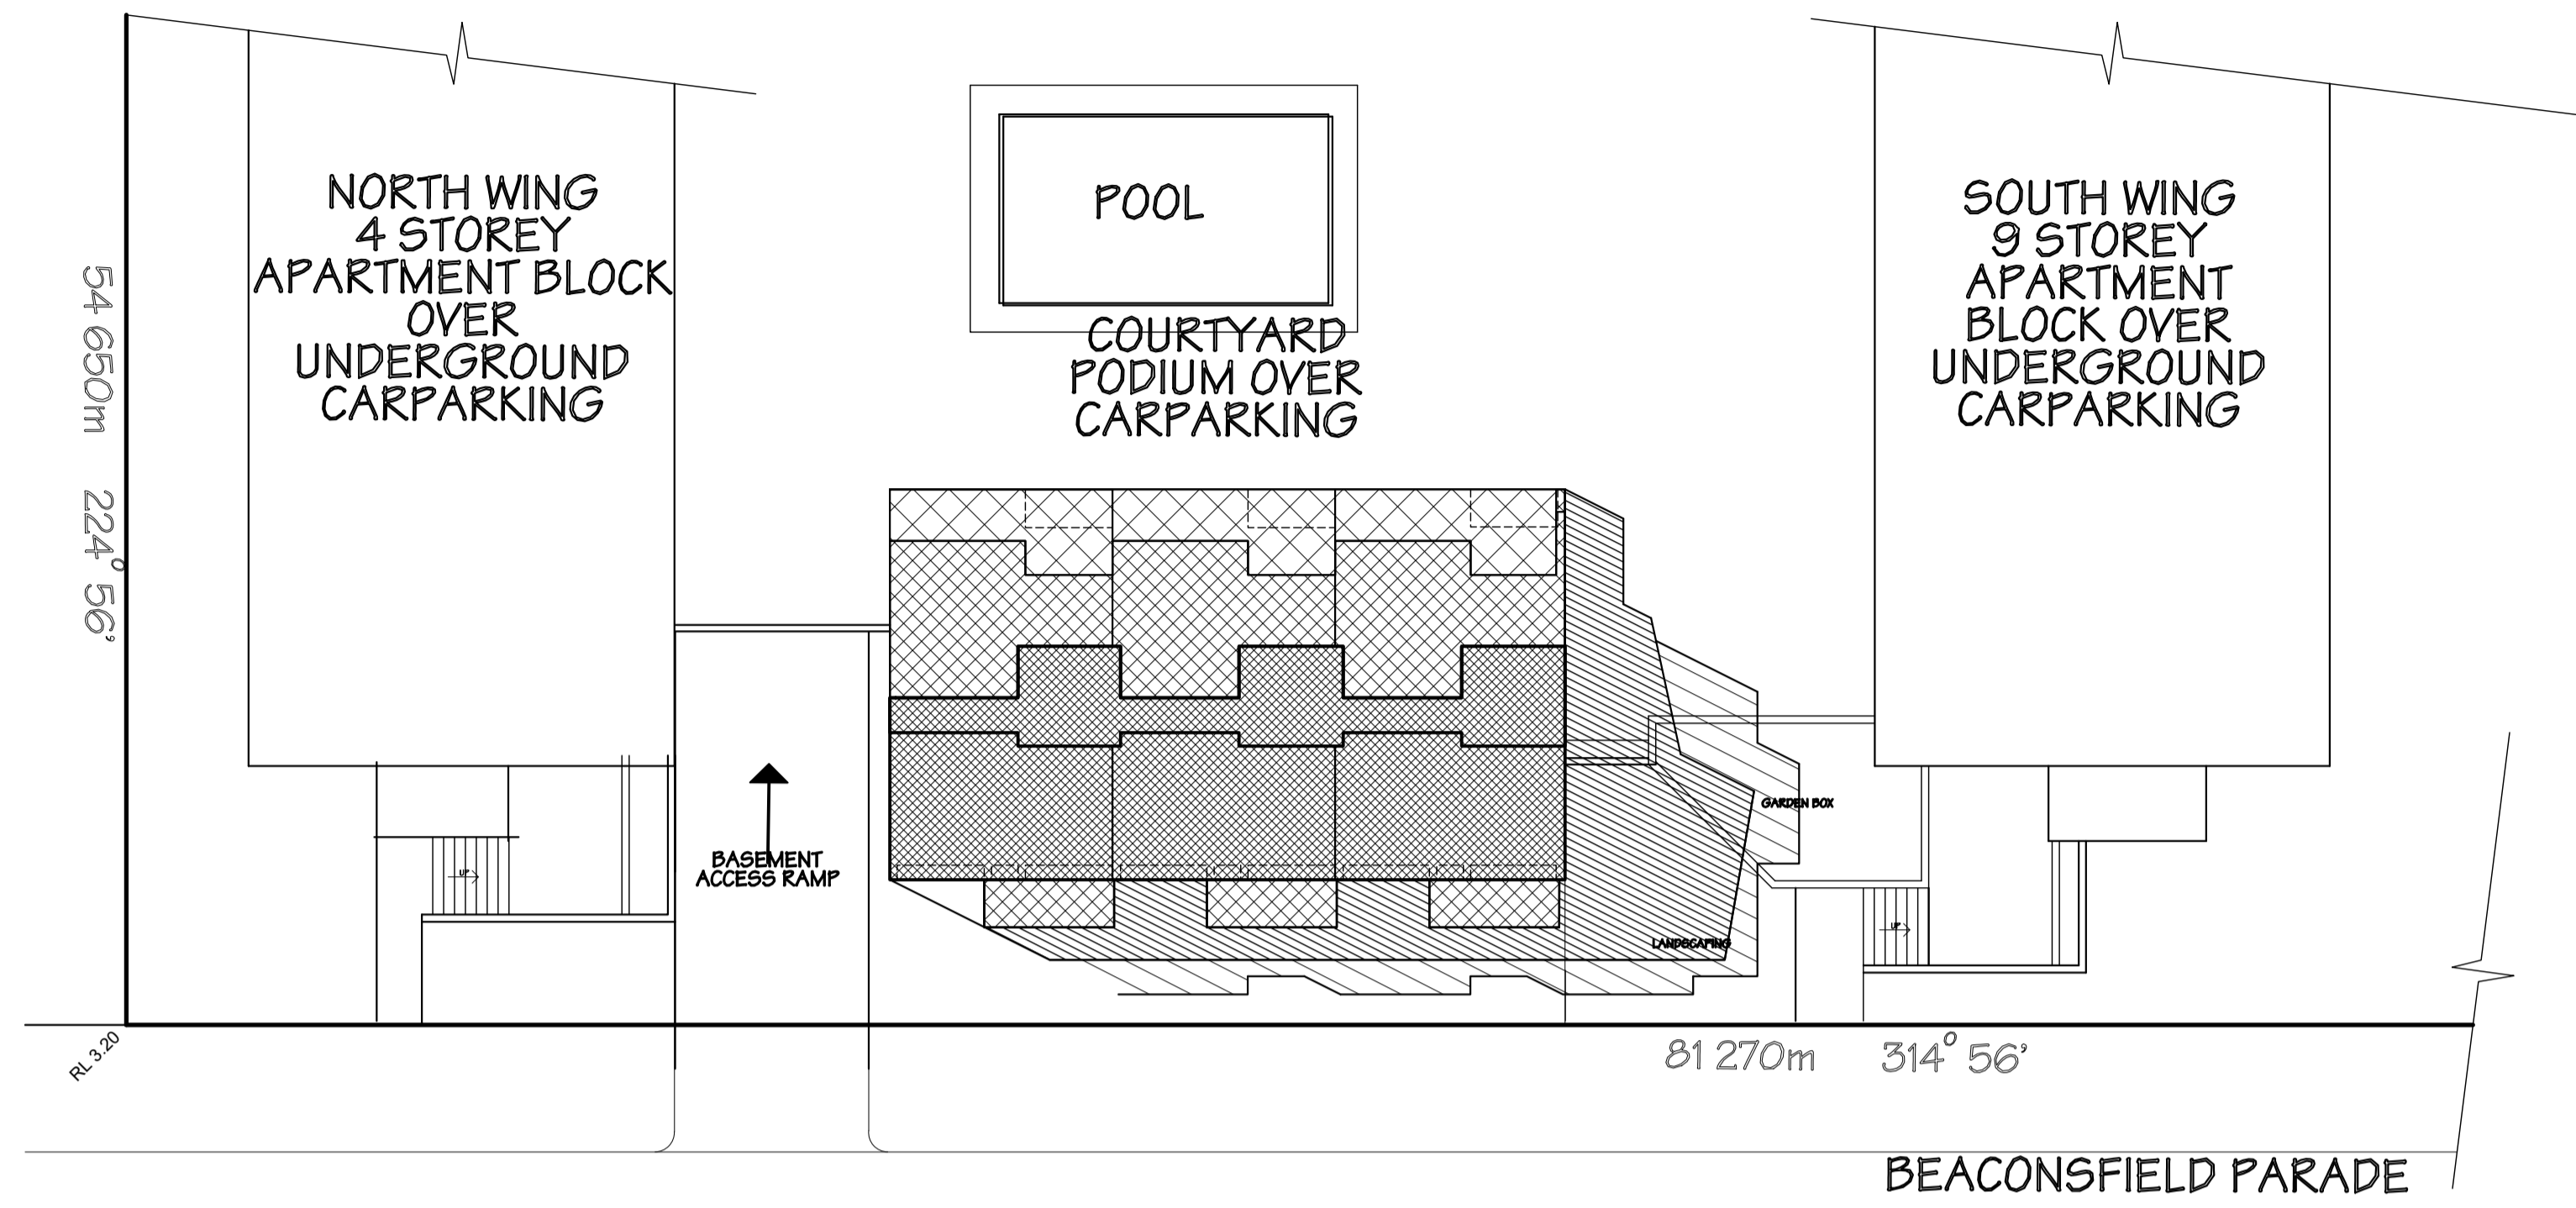 NORTH WING
4 STOREY
APARTMENT BLOCK
OVER
UNDERGROUND
CARPARKING
POOL
COURTYARD
PODIUM OVER
CARPARKING
SOUTH WING
9 STOREY
APARTMENT
BLOCK OVER
UNDERGROUND
CARPARKING
54 650m 224° 56'
BASEMENT
ACCESS RAMP
UP
GARDEN BOX
LANDSCAPING
UP
RL 3.20
81 270m 314° 56'
BEACONSFIELD PARADE